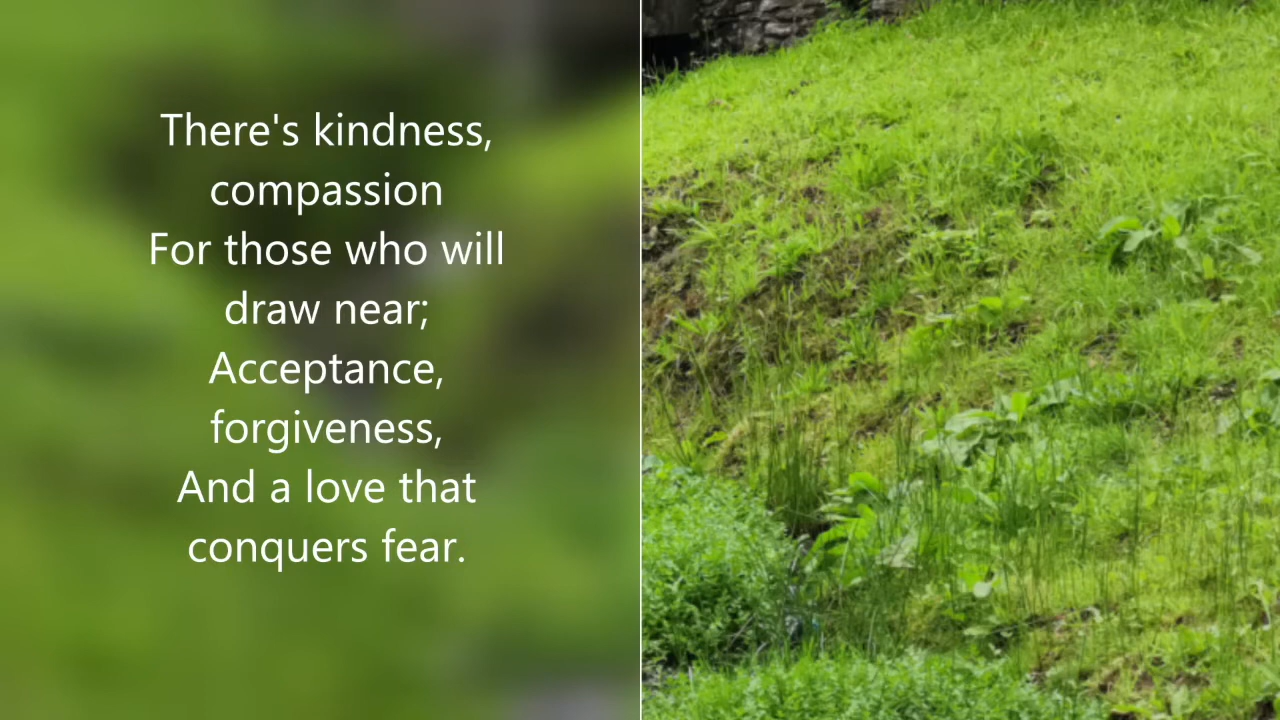 There's kindness,
compassion
For those who will
draw near;
Acceptance,
forgiveness,
And a love that
conquers fear.